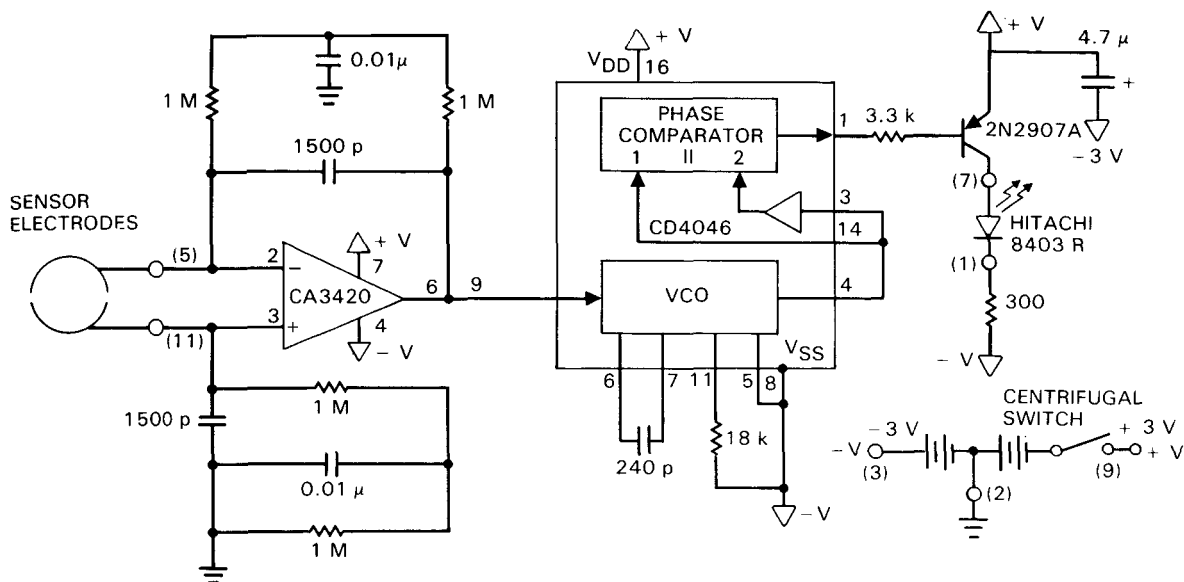 0.01μ
1 M
1 M
1500 p
SENSOR
ELECTRODES
(5)
(11)
2
−
+ V
7
CA3420
3
+
4
− V
6
9
1 M
1500 p
0.01 μ
1 M
+ V
VDD
16
PHASE
COMPARATOR
1
II
2
CD4046
3
14
VCO
4
VSS
6
7
11
5
8
240 p
18 k
− V
1
3.3 k
+ V
4.7 μ
+
2N2907A
− 3 V
(7)
HITACHI
8403 R
(1)
300
− V
CENTRIFUGAL
SWITCH
− 3 V
+ 3 V
− V
(3)
(2)
(9)
+ V